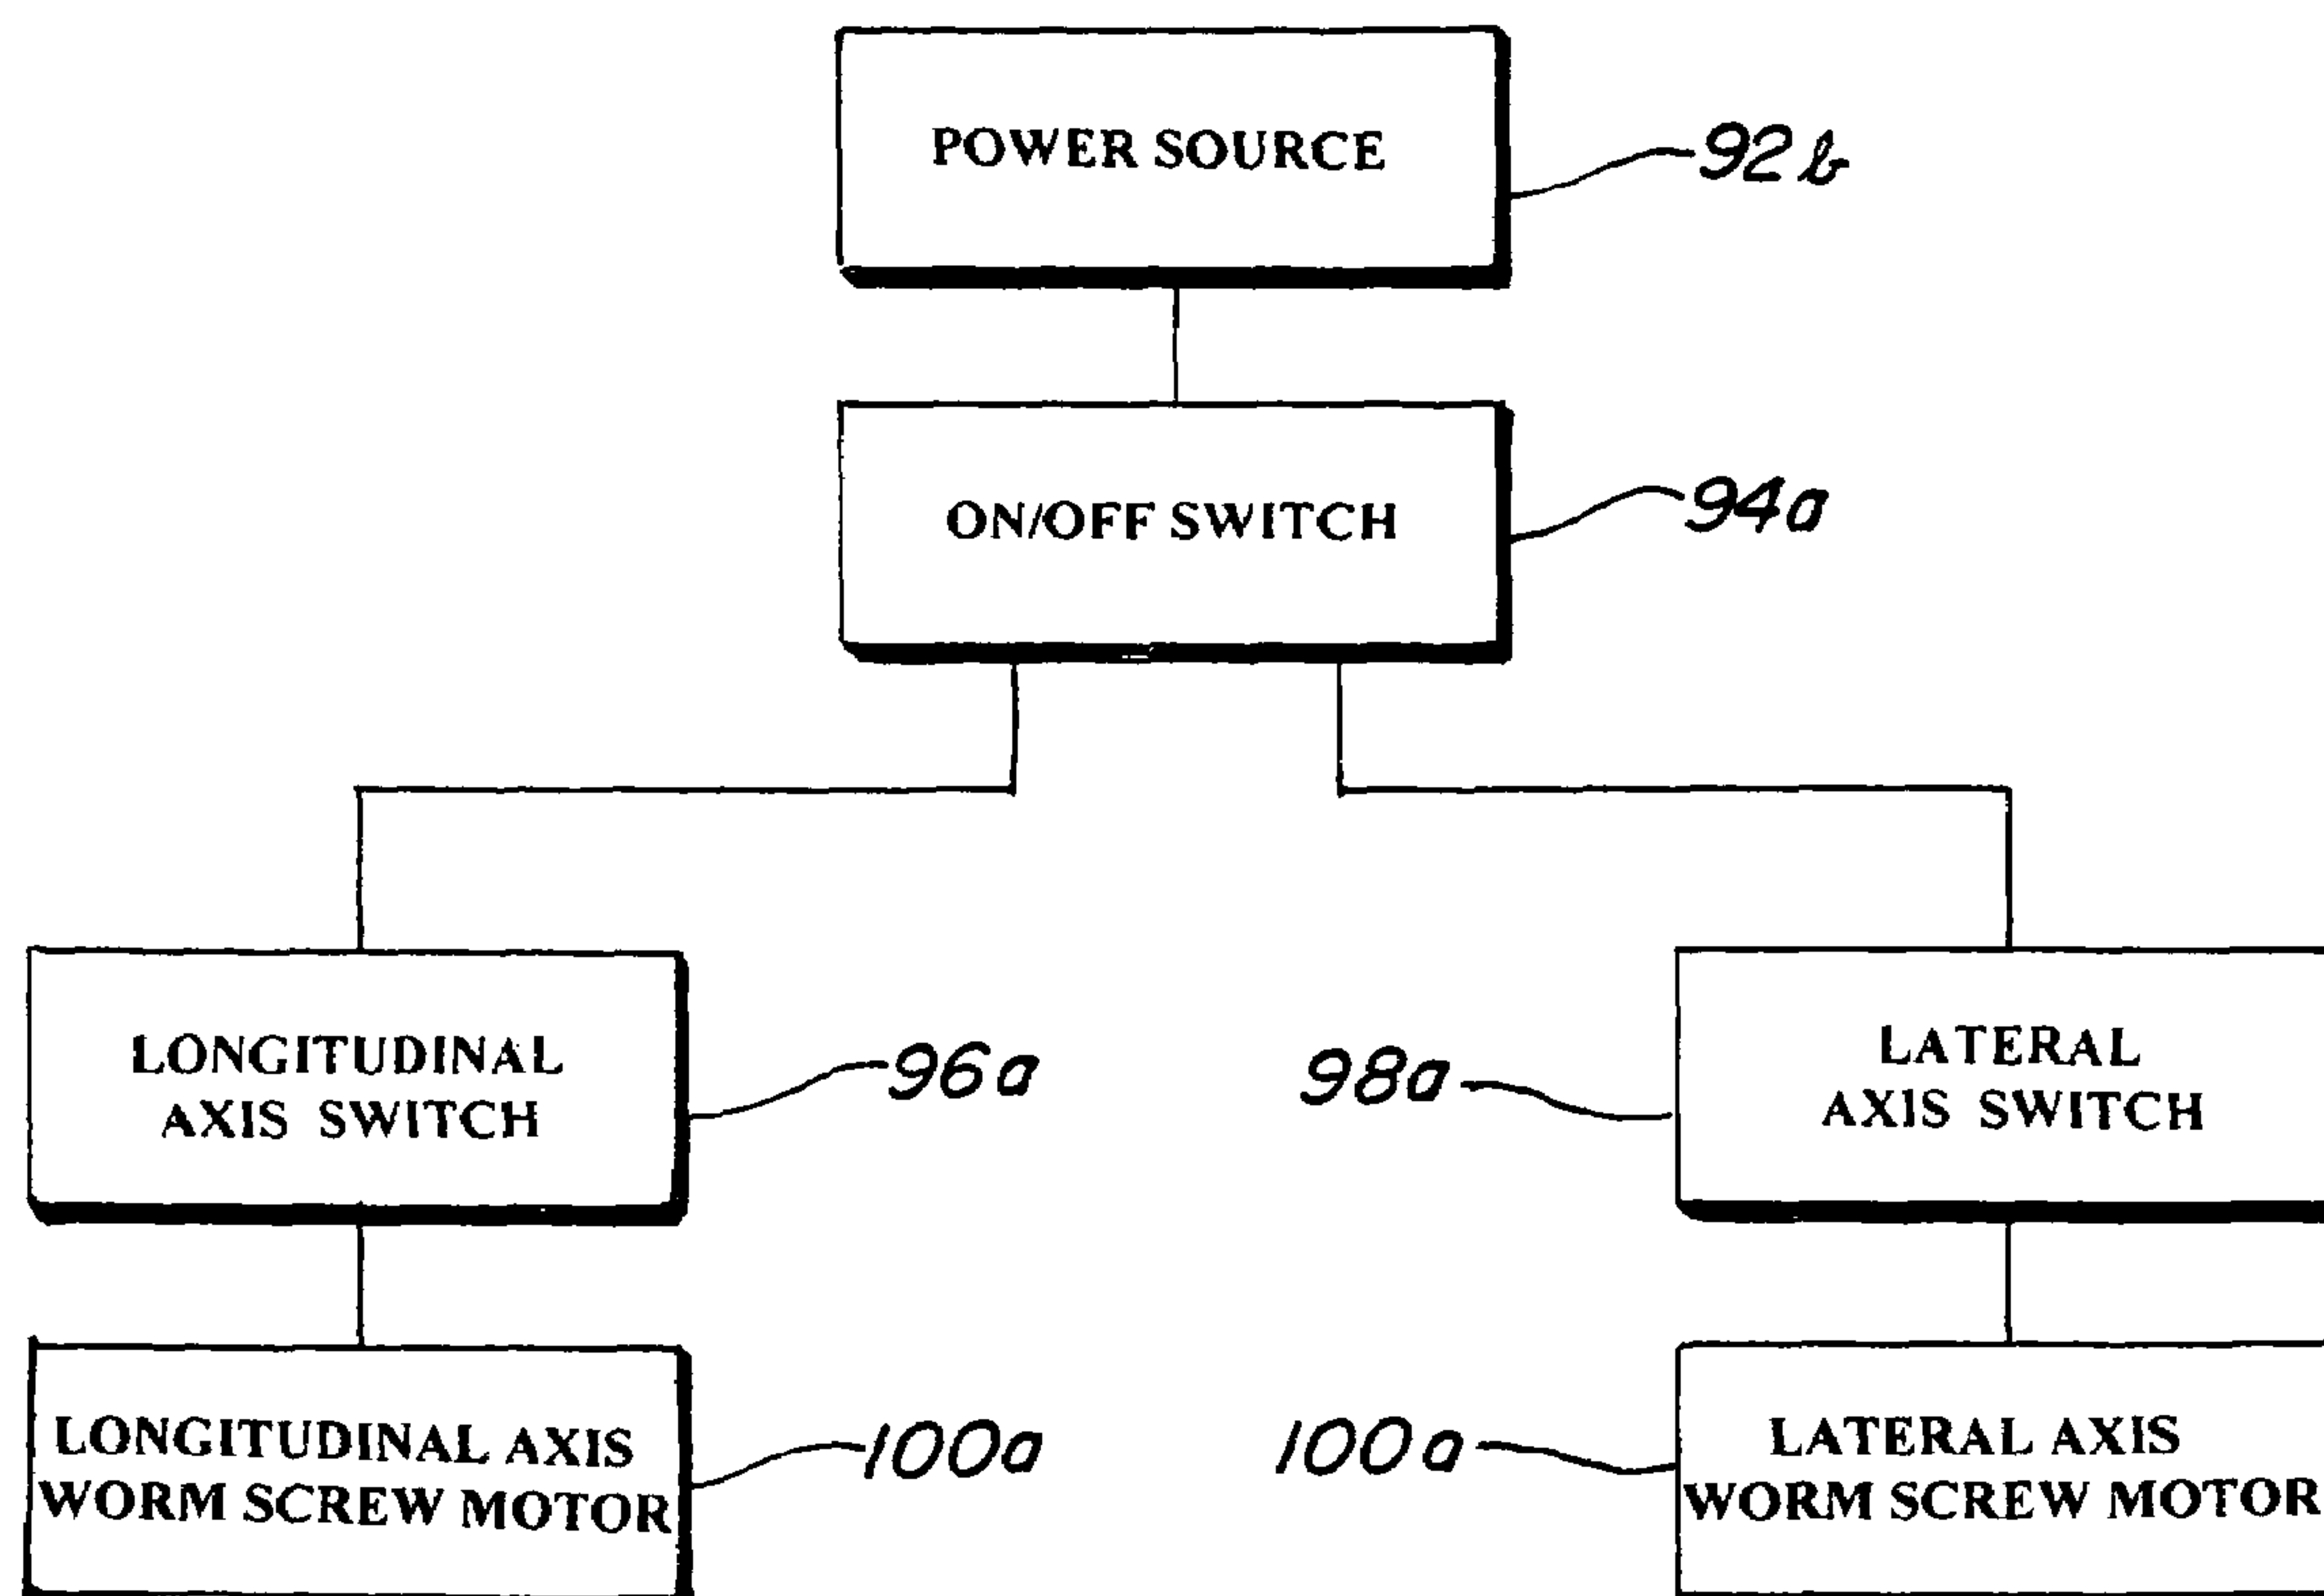 POWER SOURCE
92b
ON/OFF SWITCH
94a
LONGITUDINAL
AXIS SWITCH
96a
98a
LATERAL
AXIS SWITCH
LONGITUDINAL AXIS
WORM SCREW MOTOR
100a
100a
LATERAL AXIS
WORM SCREW MOTOR